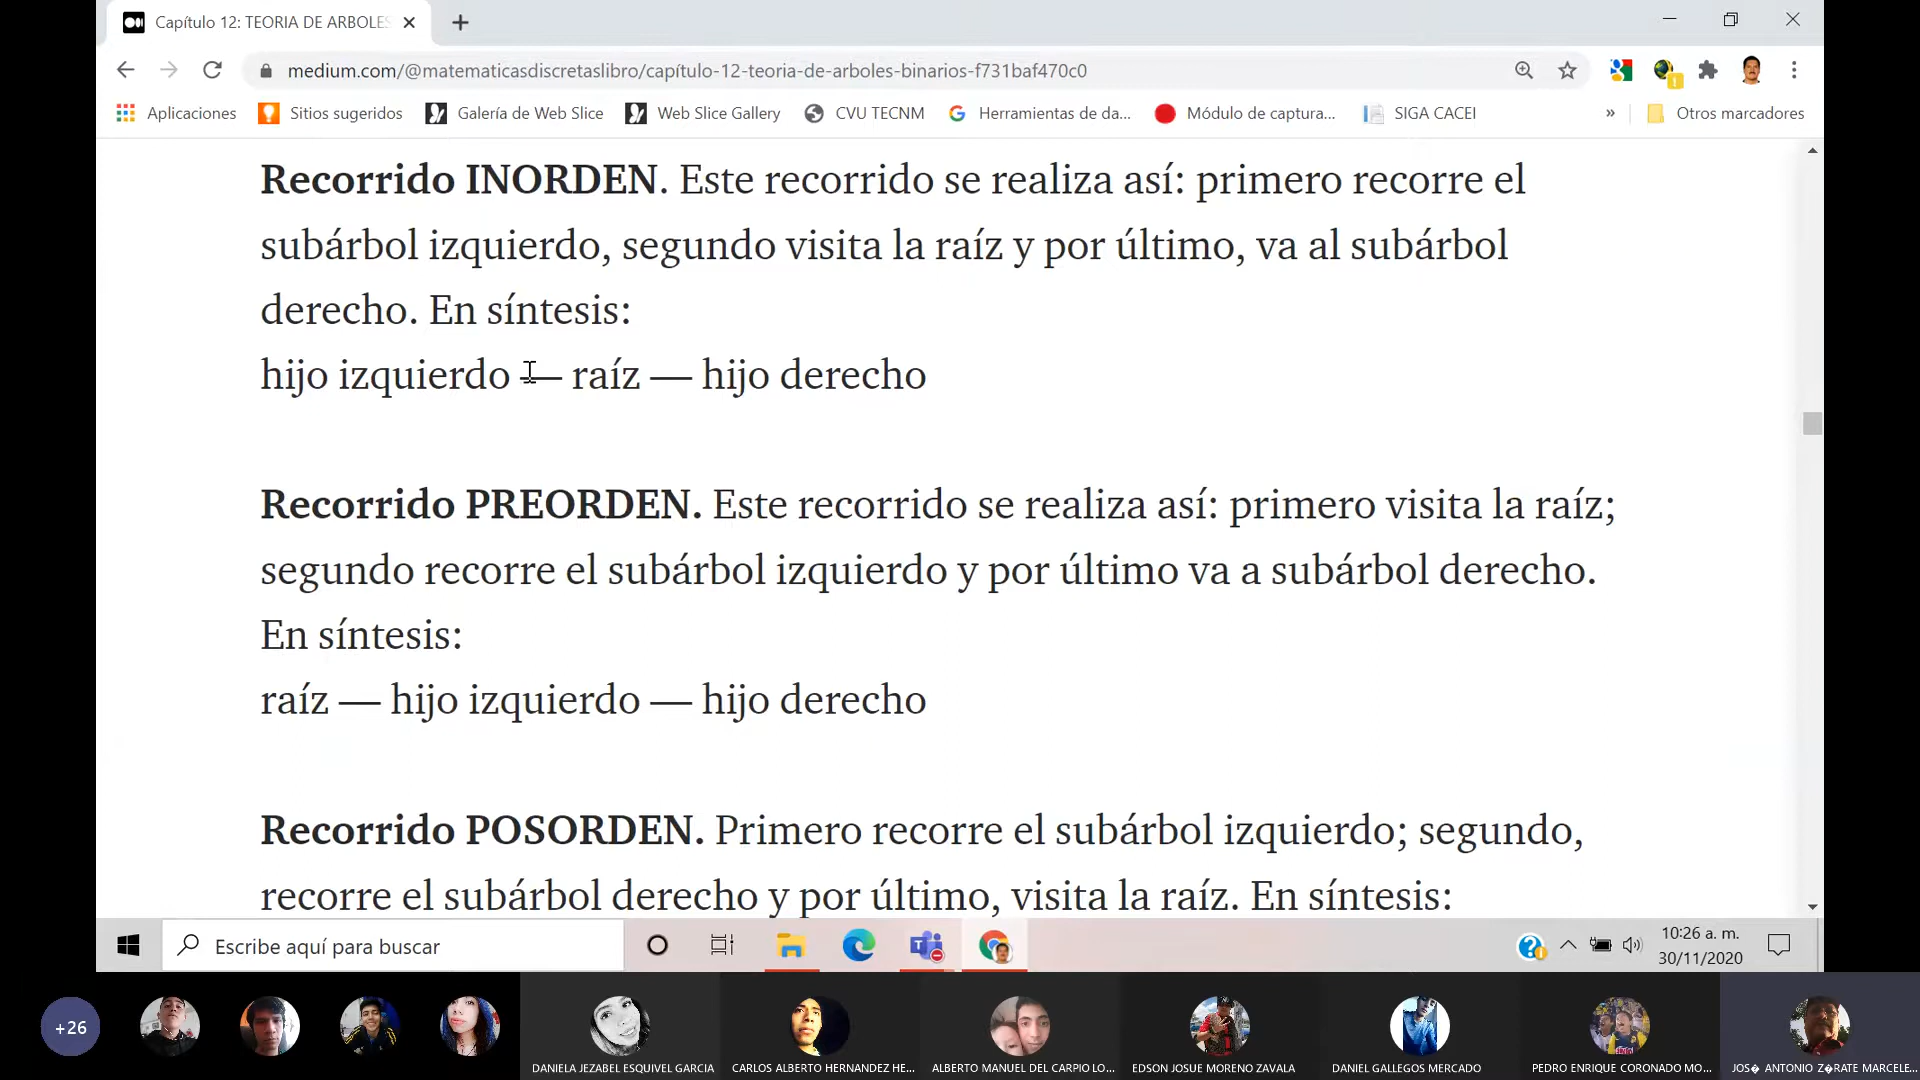 Capítulo 12: TEORIA DE ARBOLES
medium.com/@matematicasdiscretaslibro/capítulo-12-teoria-de-arboles-binarios-f731baf470c0
Aplicaciones Sitios sugeridos Galería de Web Slice Web Slice Gallery CVU TECNM Herramientas de da... Módulo de captura... SIGA CACEI » Otros marcadores
Recorrido INORDEN. Este recorrido se realiza así: primero recorre el
subárbol izquierdo, segundo visita la raíz y por último, va al subárbol
derecho. En síntesis:
hijo izquierdo — raíz — hijo derecho
Recorrido PREORDEN. Este recorrido se realiza así: primero visita la raíz;
segundo recorre el subárbol izquierdo y por último va a subárbol derecho.
En síntesis:
raíz — hijo izquierdo — hijo derecho
Recorrido POSORDEN. Primero recorre el subárbol izquierdo; segundo,
recorre el subárbol derecho y por último, visita la raíz. En síntesis:
Escribe aquí para buscar
10:26 a. m.
30/11/2020
+26
DANIELA JEZABEL ESQUIVEL GARCIA CARLOS ALBERTO HERNANDEZ HE... ALBERTO MANUEL DEL CARPIO LO... EDSON JOSUE MORENO ZAVALA DANIEL GALLEGOS MERCADO PEDRO ENRIQUE CORONADO MO... JOS� ANTONIO Z�RATE MARCELE...